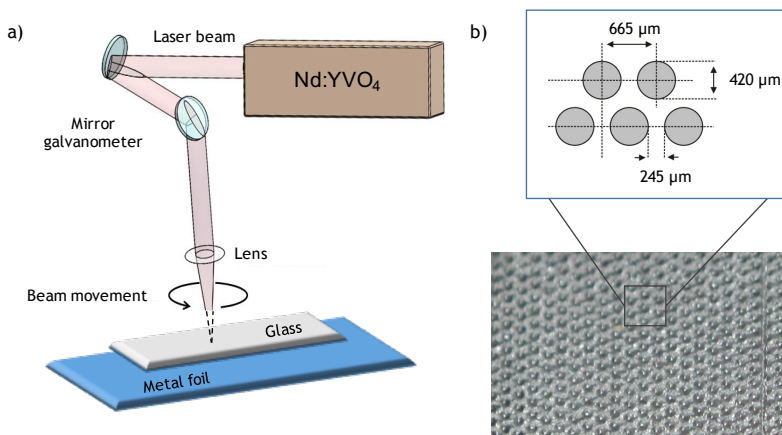 a)
Laser beam
Nd:YVO₄
Mirror
galvanometer
Lens
Beam movement
Glass
Metal foil
b)
665 µm
420 µm
245 µm